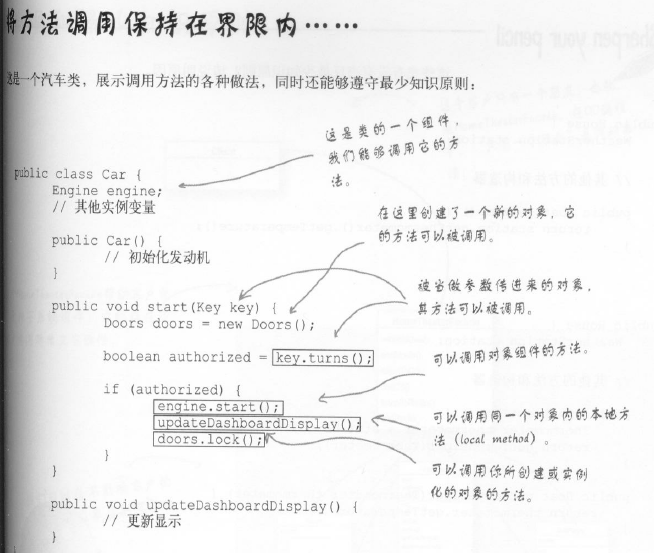 将方法调用保持在界限内……
这是一个汽车类，展示调用方法的各种做法，同时还能够遵守最少知识原则：
这是类的一个组件，
我们能够调用它的方
法。
public class Car {
Engine engine;
// 其他实例变量
在这里创建了一个新的对象，它
的方法可以被调用。
public Car() {
// 初始化发动机
}
被当做参数传进来的对象，
其方法可以被调用。
public void start(Key key) {
Doors doors = new Doors();
boolean authorized = key.turns();
可以调用对象组件的方法。
if (authorized) {
engine.start();
updateDashboardDisplay();
doors.lock();
}
}
可以调用同一个对象内的本地方
法（local method）。
可以调用你所创建或实例
化的对象的方法。
public void updateDashboardDisplay() {
// 更新显示
}